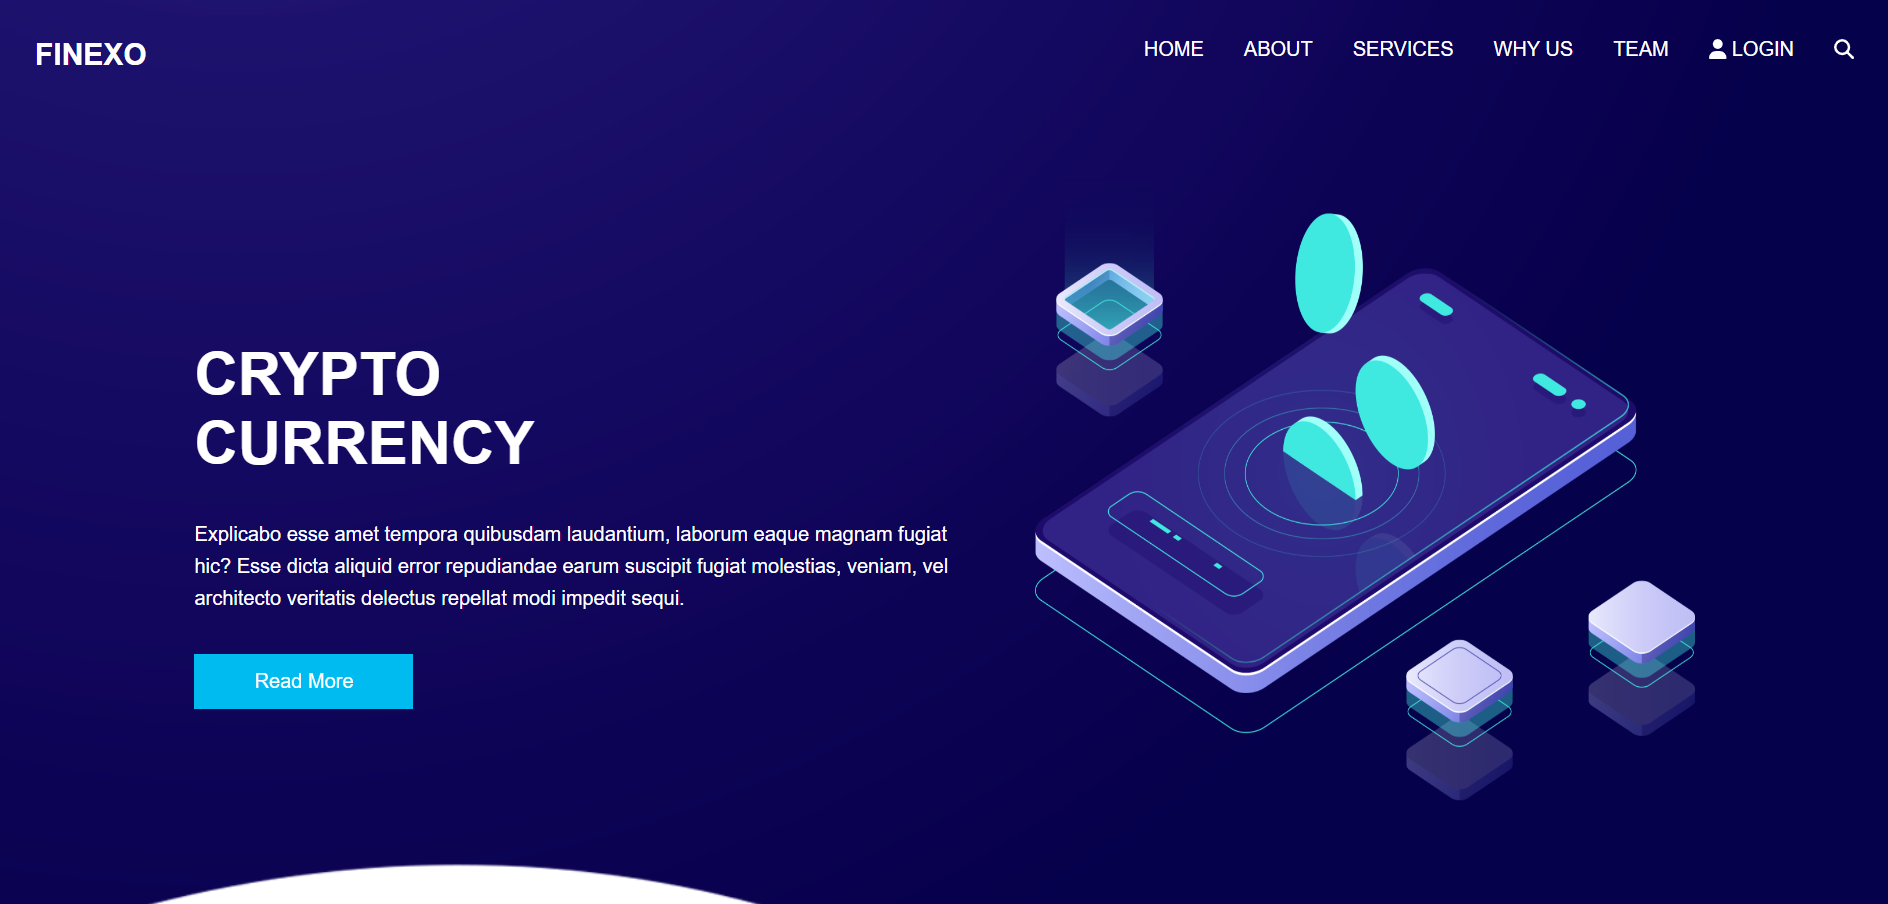 FINEXO
HOME ABOUT SERVICES WHY US TEAM LOGIN
CRYPTO
CURRENCY
Explicabo esse amet tempora quibusdam laudantium, laborum eaque magnam fugiat
hic? Esse dicta aliquid error repudiandae earum suscipit fugiat molestias, veniam, vel
architecto veritatis delectus repellat modi impedit sequi.
Read More